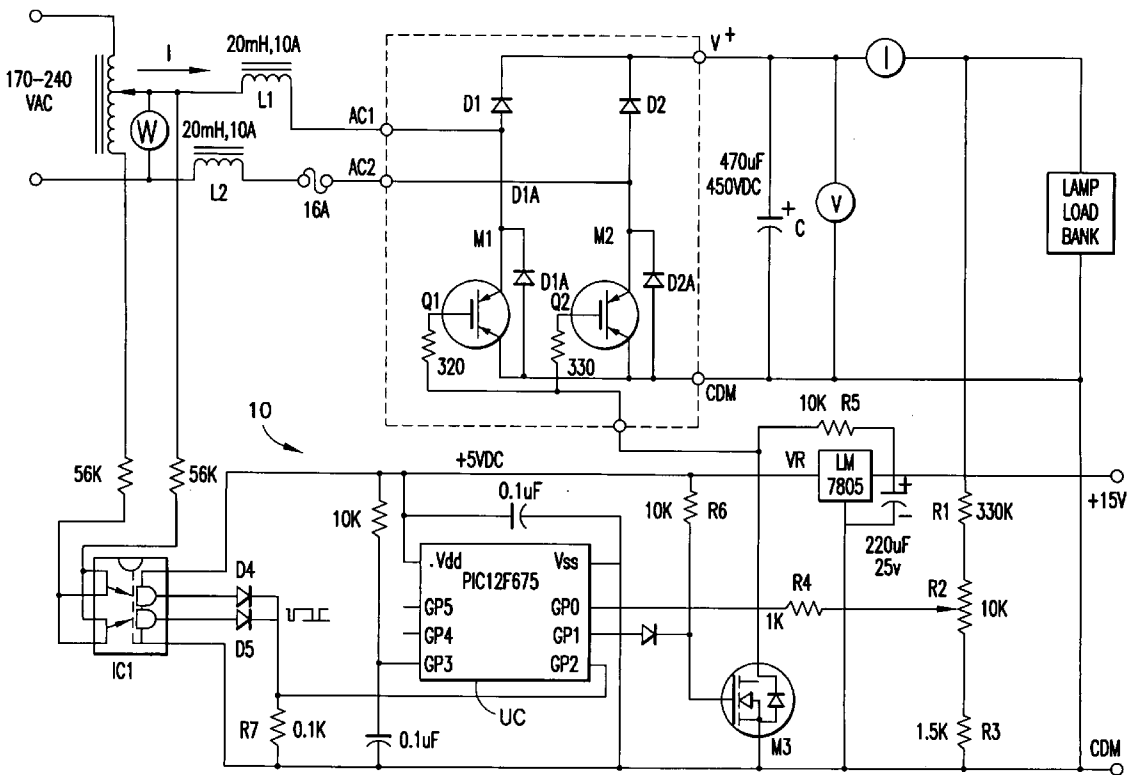 170–240
VAC
I
W
20mH,10A
L1
20mH,10A
L2
16A
AC1
AC2
D1
D2
D1A
M1
M2
D1A
D2A
Q1
Q2
320
330
V+
I
470uF
450VDC
+
C
V
LAMP
LOAD
BANK
CDM
10
56K
56K
+5VDC
0.1uF
10K
10K
R6
VR
LM
7805
10K R5
+
–
220uF
25v
R1
330K
+15V
.Vdd
Vss
PIC12F675
GP5
GP4
GP3
GP0
GP1
GP2
UC
R4
1K
R2
10K
D4
D5
IC1
R7
0.1K
0.1uF
M3
1.5K
R3
CDM